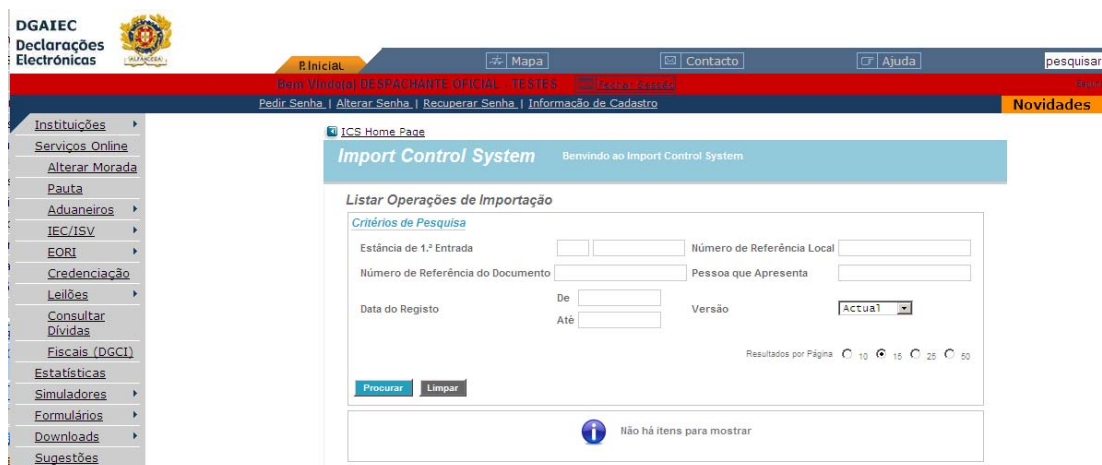 DGAIEC
Declarações
Electrónicas
P.Inicial
Mapa
Contacto
Ajuda
pesquisar
Bem Vindo(a) DESPACHANTE OFICIAL - TESTES
Fechar Sessão
Pedir Senha | Alterar Senha | Recuperar Senha | Informação de Cadastro
Novidades
Instituições
Serviços Online
Alterar Morada
Pauta
Aduaneiros
IEC/ISV
EORI
Credenciação
Leilões
Consultar
Dívidas
Fiscais (DGCI)
Estatísticas
Simuladores
Formulários
Downloads
Sugestões
ICS Home Page
Import Control System Benvindo ao Import Control System
Listar Operações de Importação
Critérios de Pesquisa
Estância de 1.ª Entrada
Número de Referência Local
Número de Referência do Documento
Pessoa que Apresenta
Data do Registo
De
Até
Versão
Actual
Resultados por Página 10 15 25 50
Procurar
Limpar
Não há itens para mostrar